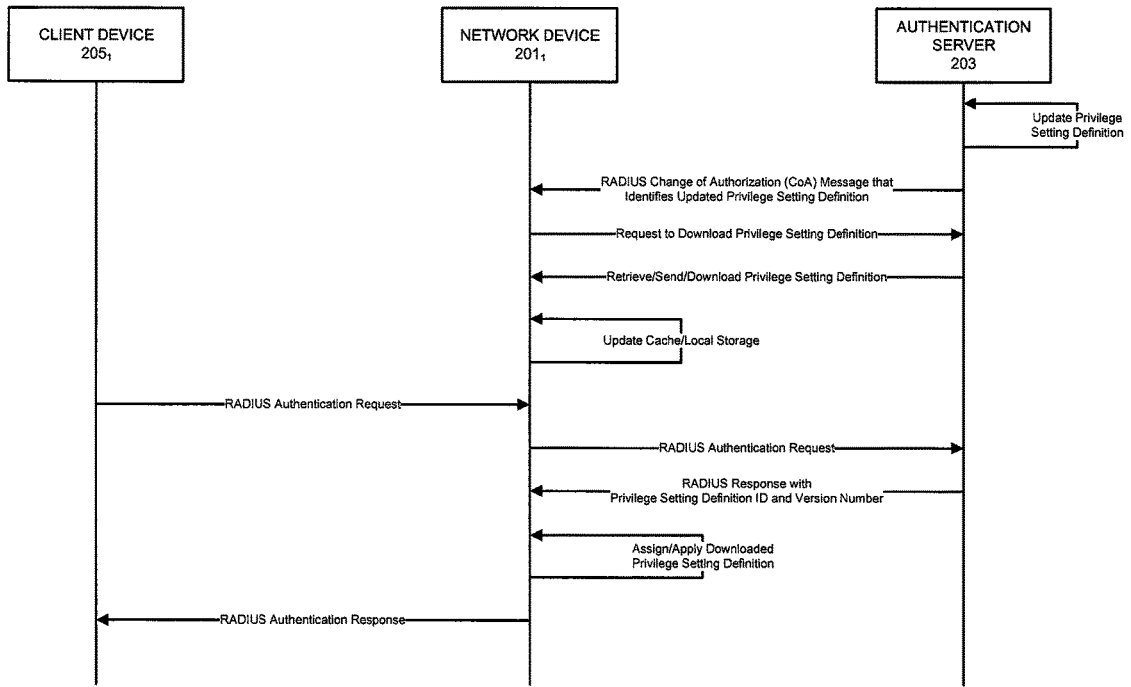 CLIENT DEVICE
205₁
NETWORK DEVICE
201₁
AUTHENTICATION
SERVER
203
Update Privilege
Setting Definition
RADIUS Change of Authorization (CoA) Message that
Identifies Updated Privilege Setting Definition
Request to Download Privilege Setting Definition
Retrieve/Send/Download Privilege Setting Definition
Update Cache/Local Storage
RADIUS Authentication Request
RADIUS Authentication Request
RADIUS Response with
Privilege Setting Definition ID and Version Number
Assign/Apply Downloaded
Privilege Setting Definition
RADIUS Authentication Response